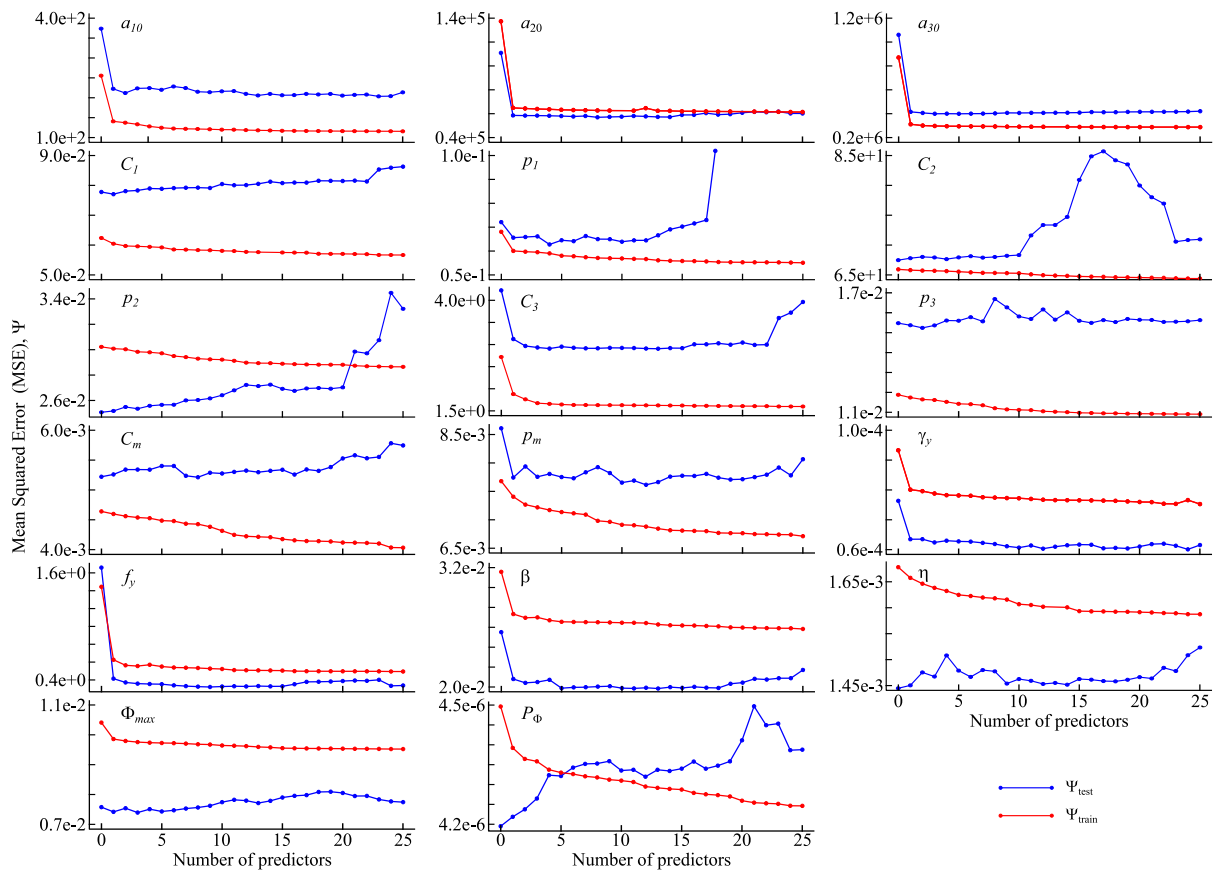 4.0e+2
a10
1.0e+2
1.4e+5
a20
0.4e+5
1.2e+6
a30
0.2e+6
9.0e-2
C1
5.0e-2
1.0e-1
p1
0.5e-1
8.5e+1
C2
6.5e+1
3.4e-2
p2
2.6e-2
4.0e+0
C3
1.5e+0
1.7e-2
p3
1.1e-2
Mean Squared Error (MSE), Ψ
6.0e-3
Cm
4.0e-3
8.5e-3
pm
6.5e-3
1.0e-4
γy
0.6e-4
1.6e+0
fy
0.4e+0
3.2e-2
β
2.0e-2
1.65e-3
η
1.45e-3
0 5 10 15 20 25
Number of predictors
1.1e-2
Φmax
0.7e-2
0 5 10 15 20 25
Number of predictors
4.5e-6
PΦ
4.2e-6
0 5 10 15 20 25
Number of predictors
Ψtest
Ψtrain